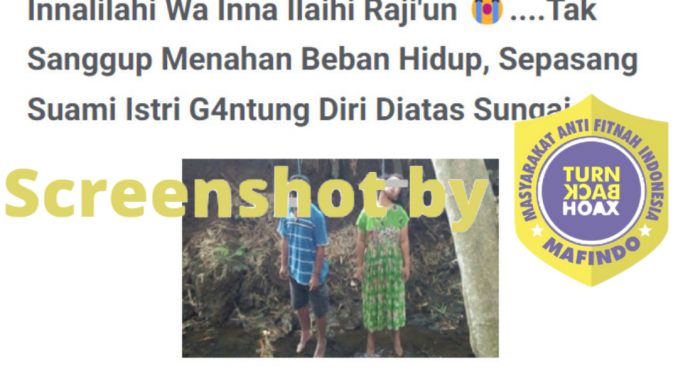 Innalilahi Wa Inna Ilaihi Raji'un 😭....Tak
Sanggup Menahan Beban Hidup, Sepasang
Suami Istri G4ntung Diri Diatas Sungai
Screenshot by
MASYARAKAT ANTI FITNAH INDONESIA
TURN
BACK
HOAX
MAFINDO